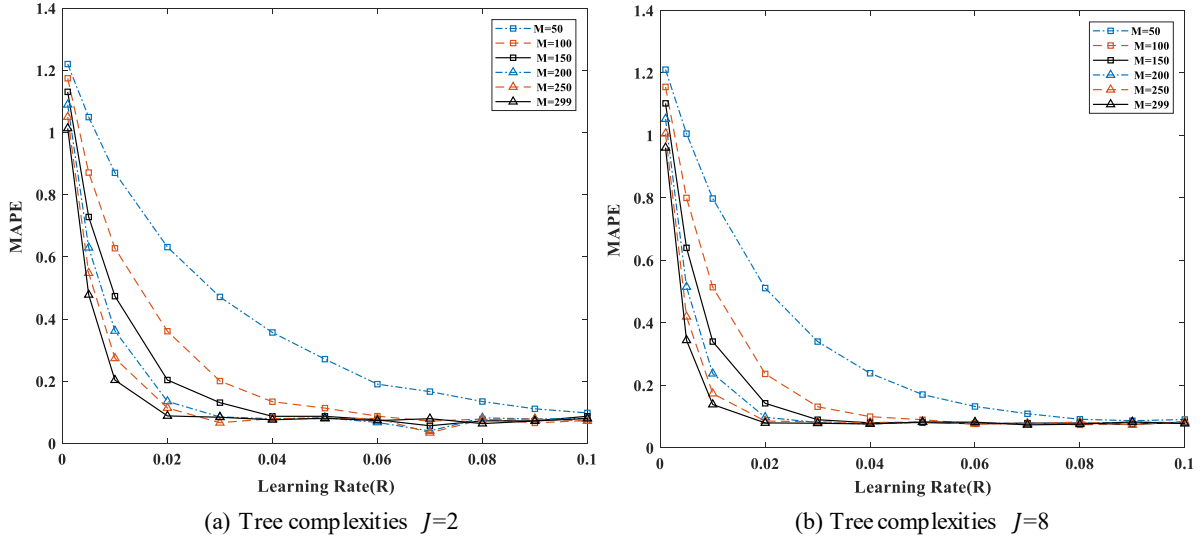 1.4
1.2
1
0.8
0.6
0.4
0.2
0
MAPE
M=50
M=100
M=150
M=200
M=250
M=299
0 0.02 0.04 0.06 0.08 0.1
Learning Rate(R)
(a) Tree complexities J=2
1.4
1.2
1
0.8
0.6
0.4
0.2
0
MAPE
M=50
M=100
M=150
M=200
M=250
M=299
0 0.02 0.04 0.06 0.08 0.1
Learning Rate(R)
(b) Tree complexities J=8